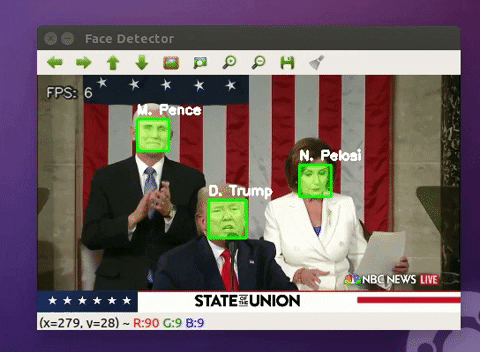 Face Detector
FPS: 6
M. Pence
N. Pelosi
D. Trump
NBC NEWS LIVE
STATE OF THE UNION
(x=279, y=28) ~ R:90 G:9 B:9